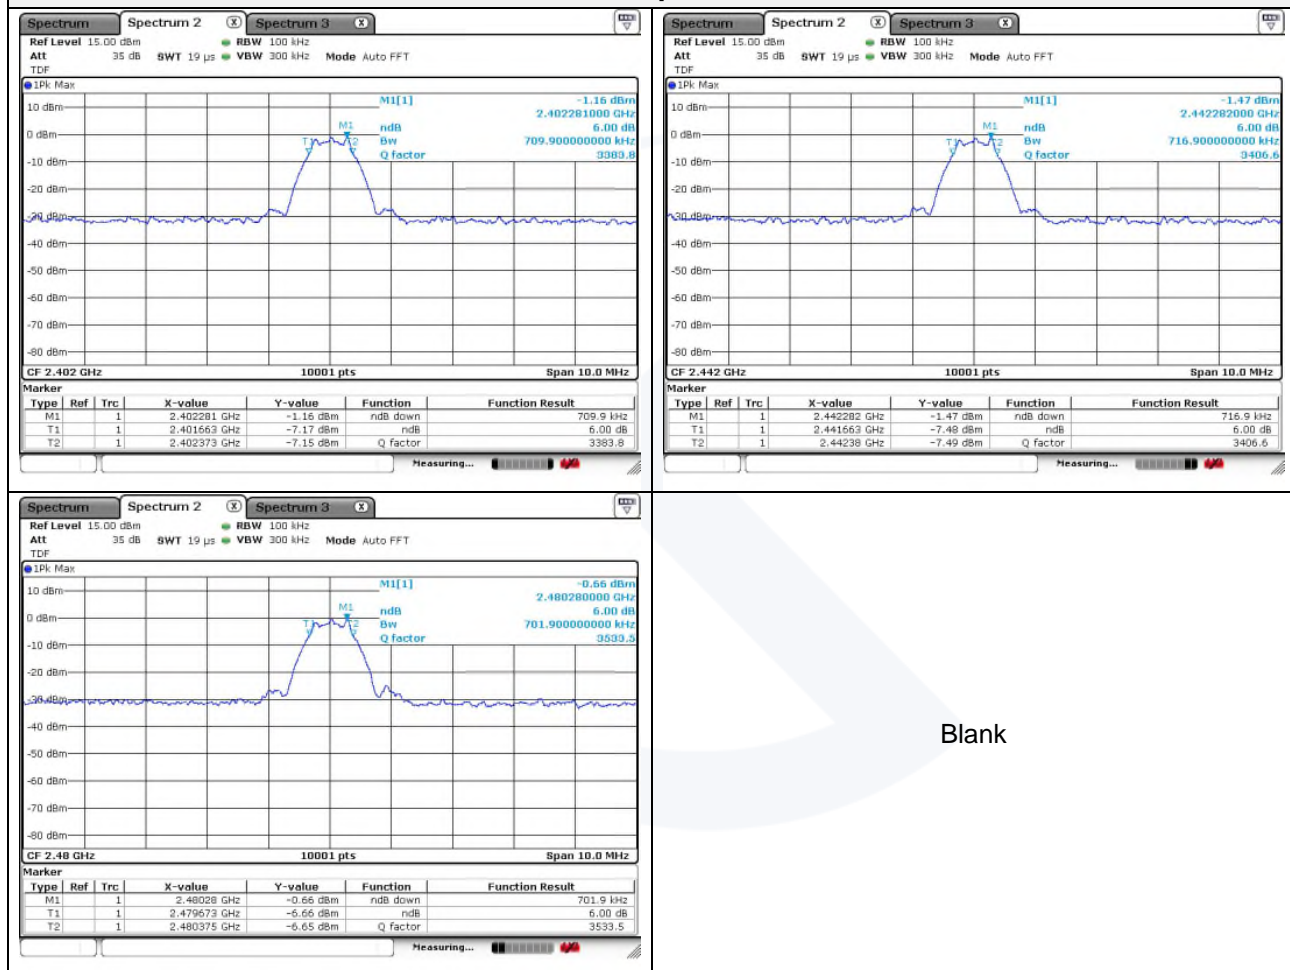 Spectrum Spectrum 2 X Spectrum 3 X
Ref Level 15.00 dBm RBW 100 kHz
Att 35 dB SWT 19 µs VBW 300 kHz Mode Auto FFT
TDF
1Pk Max
M1[1] -1.16 dBm
10 dBm
2.402281000 GHz
M1
ndB 6.00 dB
0 dBm
T1 T2
Bw 709.900000000 kHz
Q factor 3383.8
-10 dBm
-20 dBm
-30 dBm
-40 dBm
-50 dBm
-60 dBm
-70 dBm
-80 dBm
CF 2.402 GHz 10001 pts Span 10.0 MHz
Marker
Type Ref Trc X-value Y-value Function Function Result
M1 1 2.402281 GHz -1.16 dBm ndB down 709.9 kHz
T1 1 2.401663 GHz -7.17 dBm ndB 6.00 dB
T2 1 2.402373 GHz -7.15 dBm Q factor 3383.8
Measuring...
Spectrum Spectrum 2 X Spectrum 3 X
Ref Level 15.00 dBm RBW 100 kHz
Att 35 dB SWT 19 µs VBW 300 kHz Mode Auto FFT
TDF
1Pk Max
M1[1] -1.47 dBm
10 dBm
2.442282000 GHz
M1
ndB 6.00 dB
0 dBm
T1 T2
Bw 716.900000000 kHz
Q factor 3406.6
-10 dBm
-20 dBm
-30 dBm
-40 dBm
-50 dBm
-60 dBm
-70 dBm
-80 dBm
CF 2.442 GHz 10001 pts Span 10.0 MHz
Marker
Type Ref Trc X-value Y-value Function Function Result
M1 1 2.442282 GHz -1.47 dBm ndB down 716.9 kHz
T1 1 2.441663 GHz -7.48 dBm ndB 6.00 dB
T2 1 2.44238 GHz -7.49 dBm Q factor 3406.6
Measuring...
Spectrum Spectrum 2 X Spectrum 3 X
Ref Level 15.00 dBm RBW 100 kHz
Att 35 dB SWT 19 µs VBW 300 kHz Mode Auto FFT
TDF
1Pk Max
M1[1] -0.66 dBm
10 dBm
2.480280000 GHz
M1
ndB 6.00 dB
0 dBm
T1 T2
Bw 701.900000000 kHz
Q factor 3533.5
-10 dBm
-20 dBm
-30 dBm
-40 dBm
-50 dBm
-60 dBm
-70 dBm
-80 dBm
CF 2.48 GHz 10001 pts Span 10.0 MHz
Marker
Type Ref Trc X-value Y-value Function Function Result
M1 1 2.48028 GHz -0.66 dBm ndB down 701.9 kHz
T1 1 2.479673 GHz -6.66 dBm ndB 6.00 dB
T2 1 2.480375 GHz -6.65 dBm Q factor 3533.5
Measuring...
Blank